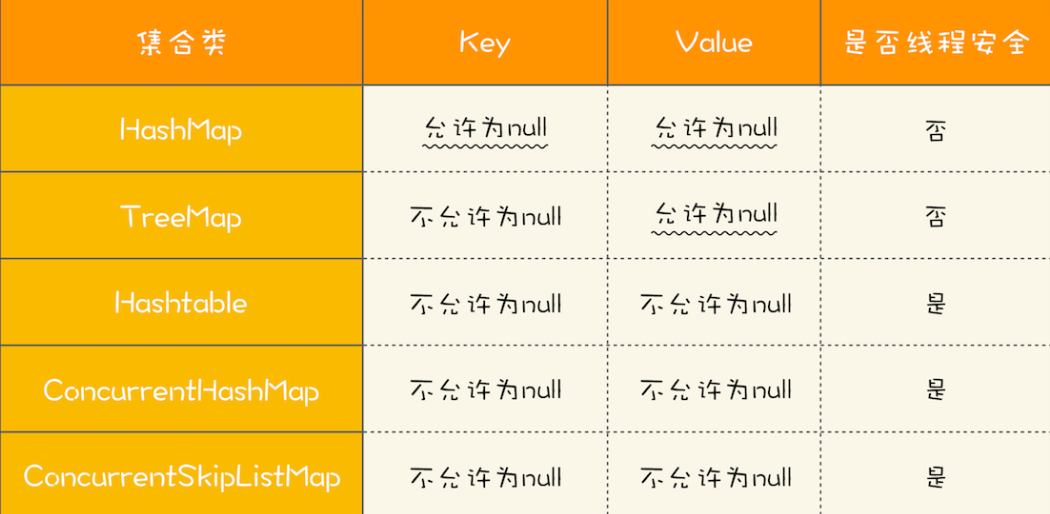 集合类 Key Value 是否线程安全
HashMap 允许为null 允许为null 否
TreeMap 不允许为null 允许为null 否
Hashtable 不允许为null 不允许为null 是
ConcurrentHashMap 不允许为null 不允许为null 是
ConcurrentSkipListMap 不允许为null 不允许为null 是